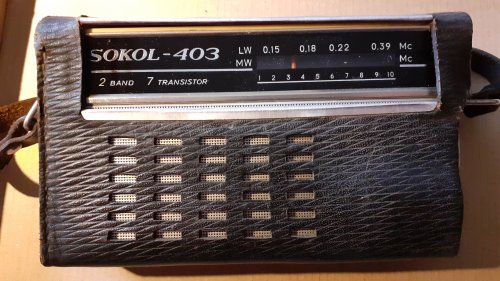 SOKOL-403
LW 0.15 0.18 0.22 0.39 Mc
MW Mc
2 BAND 7 TRANSISTOR
1 2 3 4 5 6 7 8 9 10